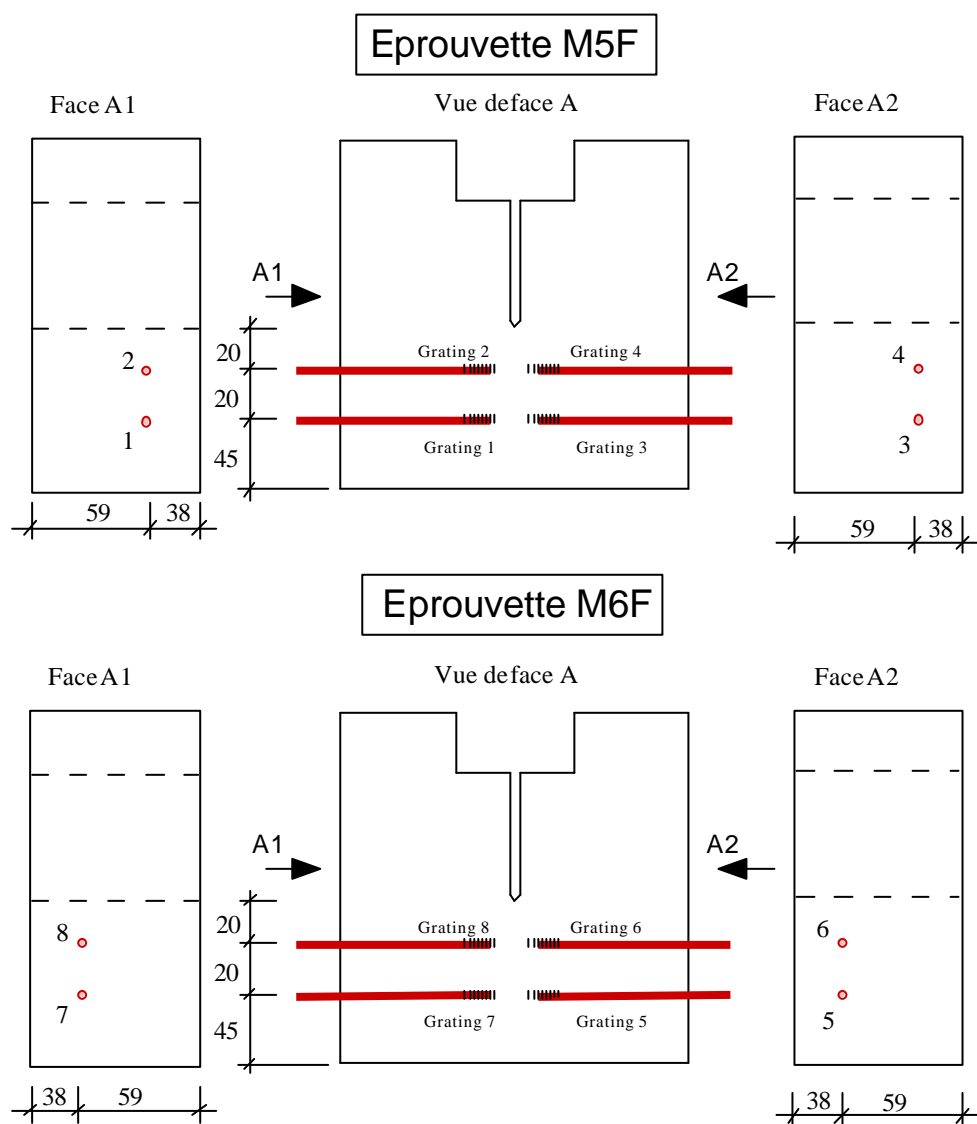 Eprouvette M5F
Face A1
Vue deface A
Face A2
A1
A2
2
1
20
20
45
Grating 2
Grating 4
Grating 1
Grating 3
4
3
59
38
59
38
Eprouvette M6F
Face A1
Vue deface A
Face A2
A1
A2
8
7
20
20
45
Grating 8
Grating 6
Grating 7
Grating 5
6
5
38
59
38
59